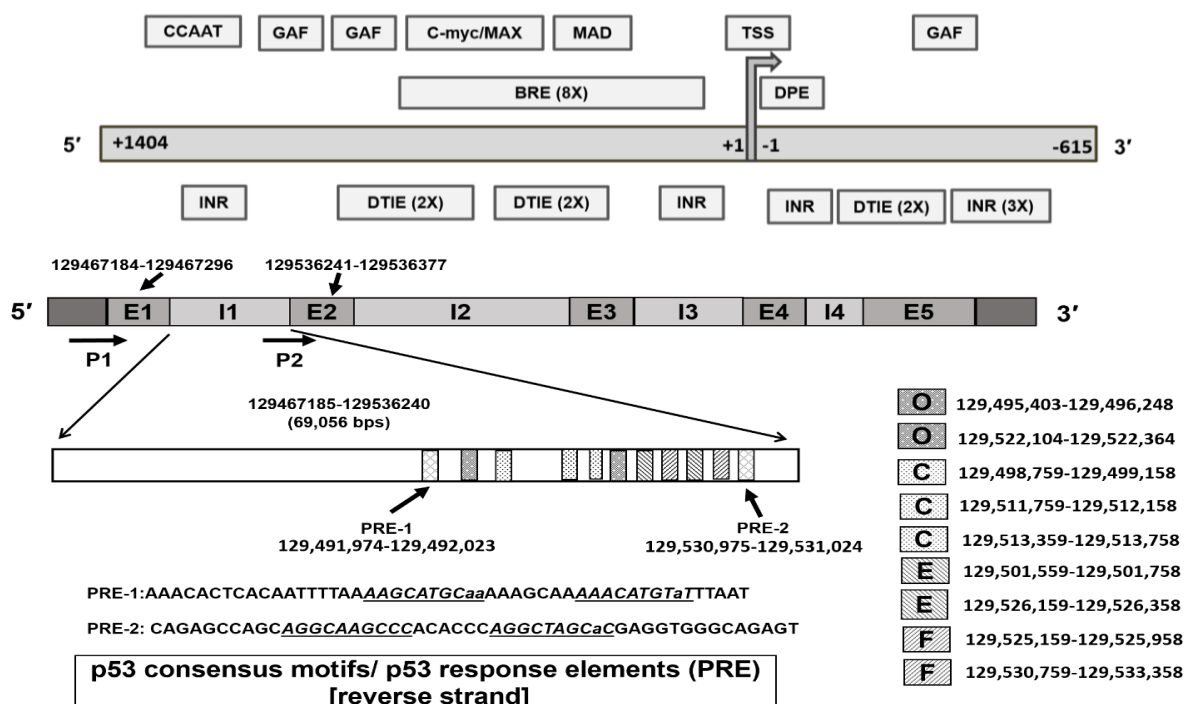 CCAAT GAF GAF C-myc/MAX MAD TSS GAF
BRE (8X) DPE
5′ +1404 +1 -1 -615 3′
INR DTIE (2X) DTIE (2X) INR INR DTIE (2X) INR (3X)
129467184-129467296 129536241-129536377
5′ E1 I1 E2 I2 E3 I3 E4 I4 E5 3′
P1 P2
129467185-129536240
(69,056 bps)
PRE-1
129,491,974-129,492,023
PRE-2
129,530,975-129,531,024
O 129,495,403-129,496,248
O 129,522,104-129,522,364
C 129,498,759-129,499,158
C 129,511,759-129,512,158
C 129,513,359-129,513,758
E 129,501,559-129,501,758
E 129,526,159-129,526,358
F 129,525,159-129,525,958
F 129,530,759-129,533,358
PRE-1:AAACACTCACAATTTTAAAAGCATGCaaAAAGCAAAAACATGTaTTTAAT
PRE-2: CAGAGCCAGCAGGCAAGCCCACACCCAGGCTAGCaCGAGGTGGGCAGAGT
p53 consensus motifs/ p53 response elements (PRE)
[reverse strand]